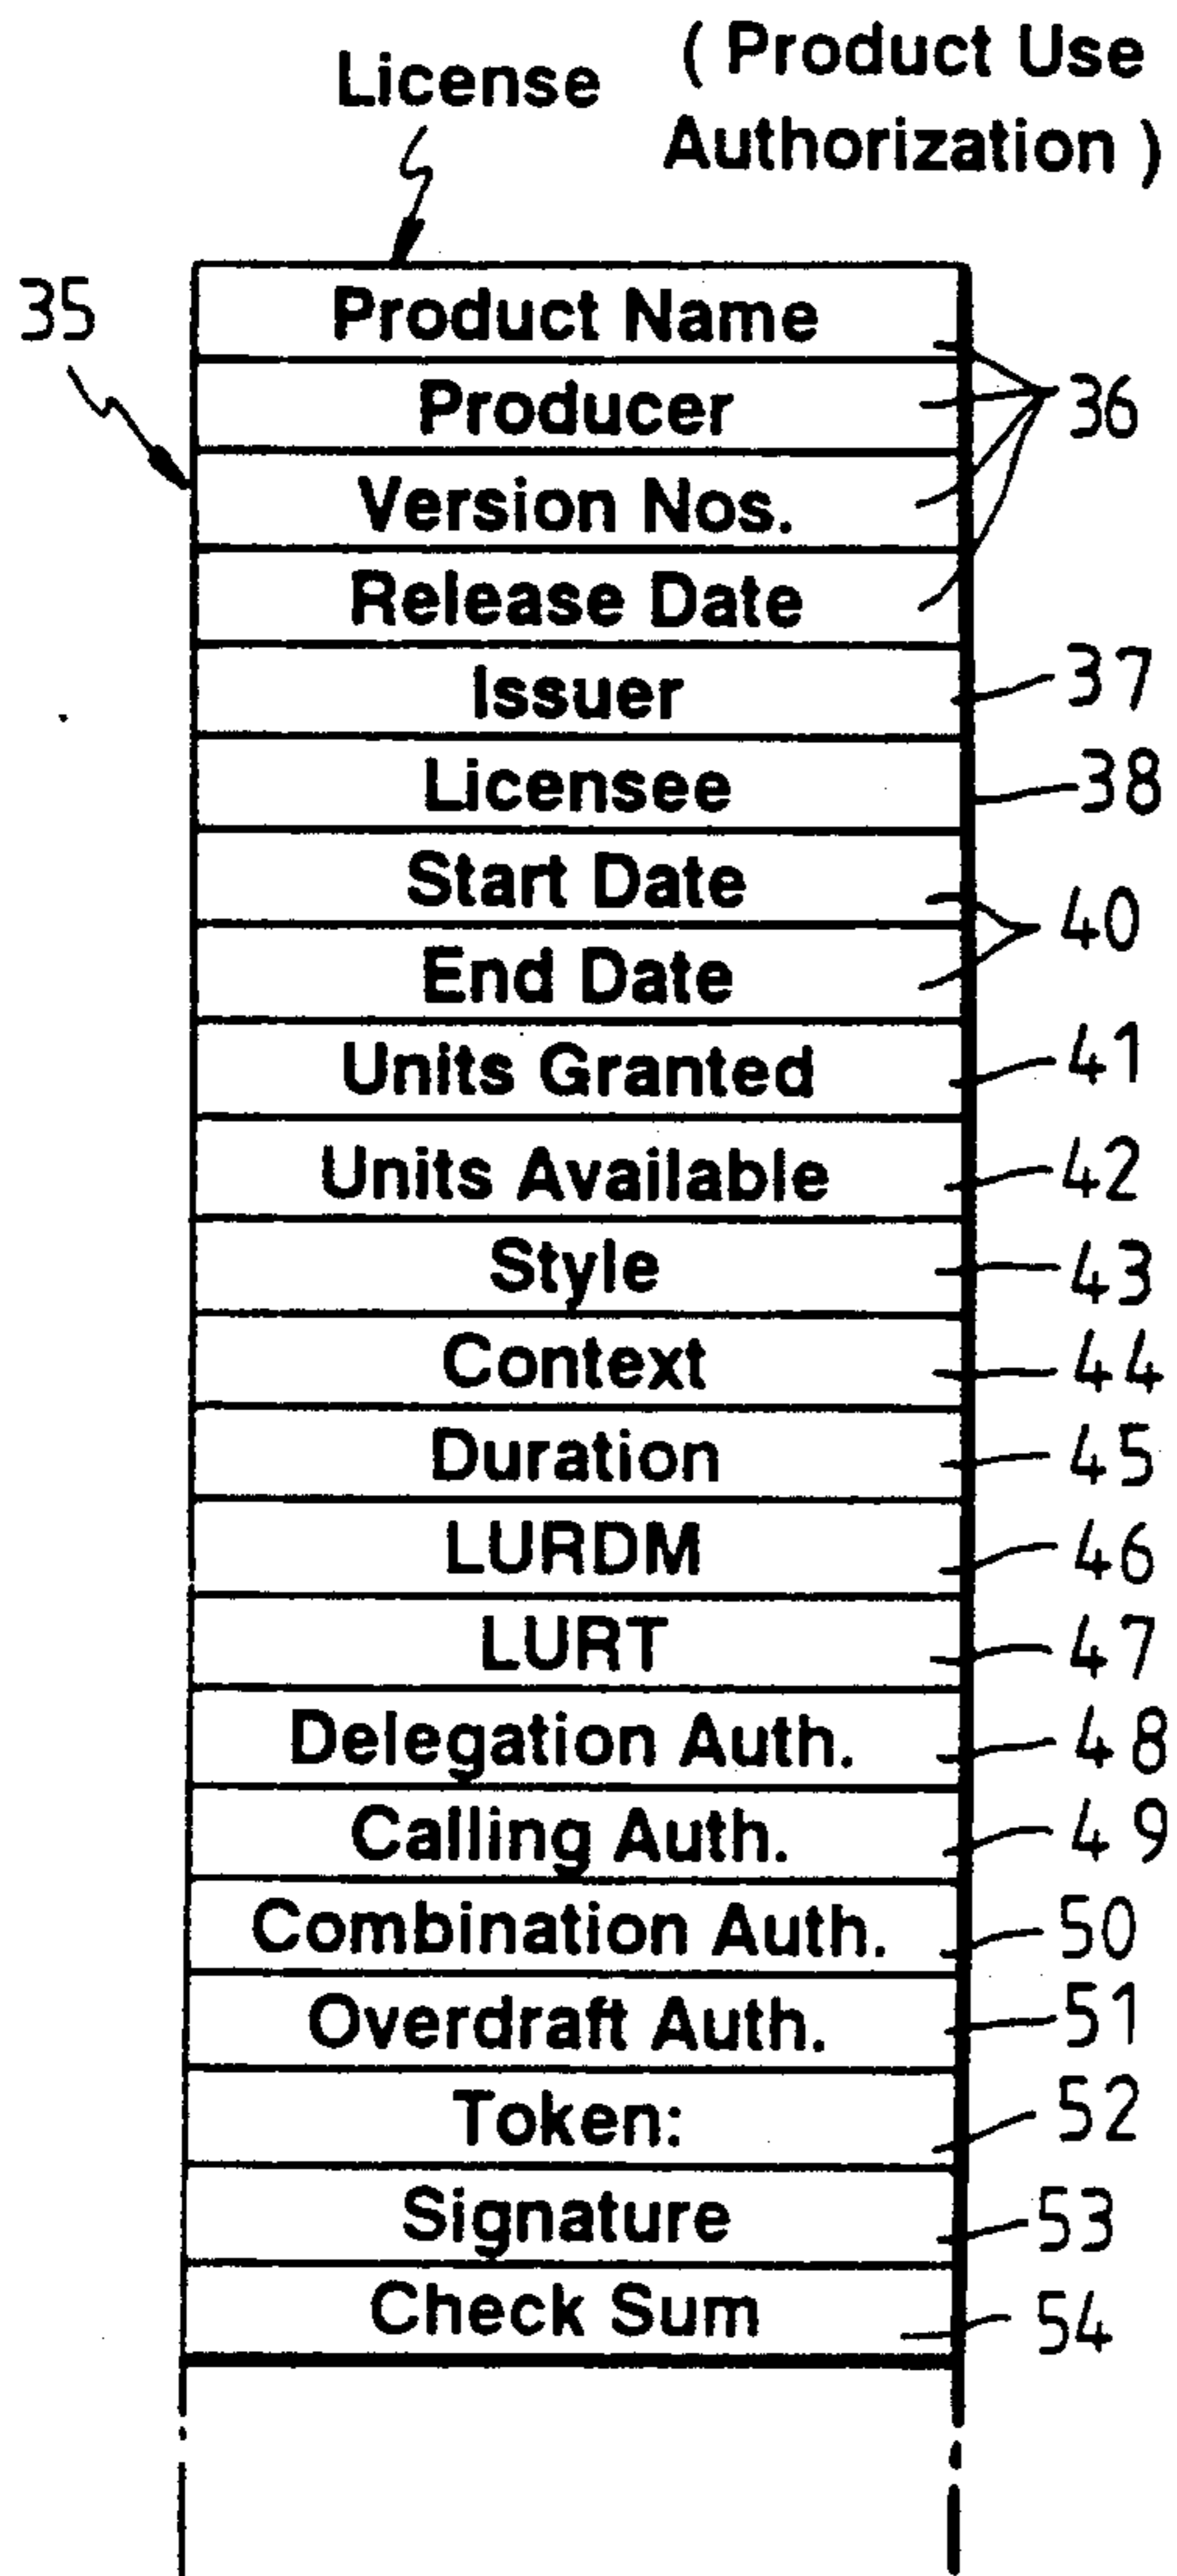 License
( Product Use
Authorization )
35
Product Name
Producer
36
Version Nos.
Release Date
Issuer
37
Licensee
38
Start Date
40
End Date
Units Granted
41
Units Available
42
Style
43
Context
44
Duration
45
LURDM
46
LURT
47
Delegation Auth.
48
Calling Auth.
49
Combination Auth.
50
Overdraft Auth.
51
Token:
52
Signature
53
Check Sum
54